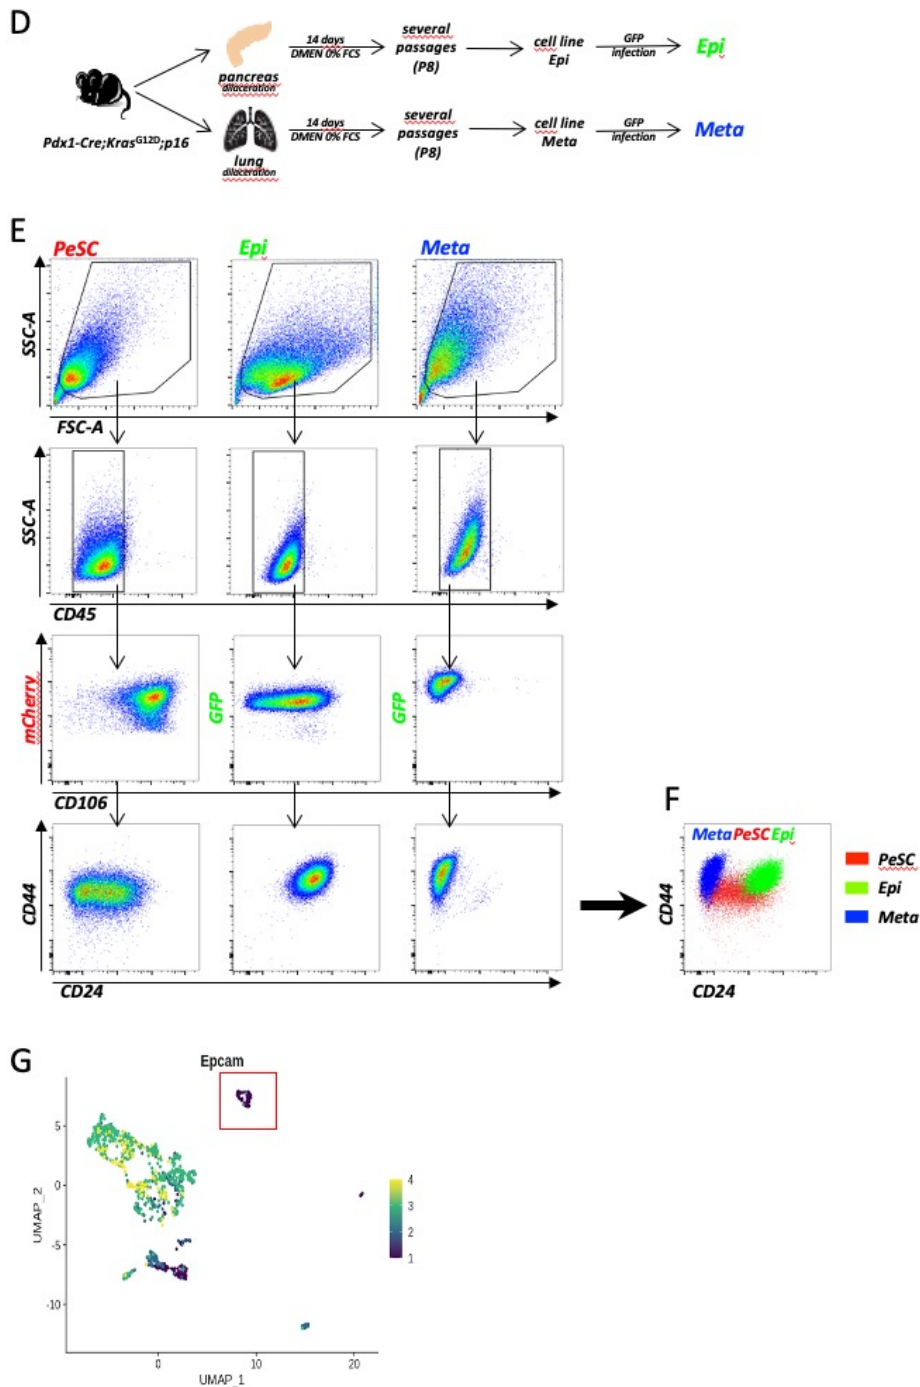 D
Pdx1-Cre;KrasG12D;p16
pancreas
dilaceration
14 days
DMEN 0% FCS
several
passages
(P8)
cell line
Epi
GFP
infection
Epi
lung
dilaceration
14 days
DMEN 0% FCS
several
passages
(P8)
cell line
Meta
GFP
infection
Meta
E
PeSC
Epi
Meta
SSC-A
FSC-A
SSC-A
CD45
mCherry
GFP
GFP
CD106
CD44
CD24
F
Meta PeSC Epi
CD44
CD24
PeSC
Epi
Meta
G
Epcam
UMAP_2
5
0
-5
-10
0
10
20
UMAP_1
4
3
2
1